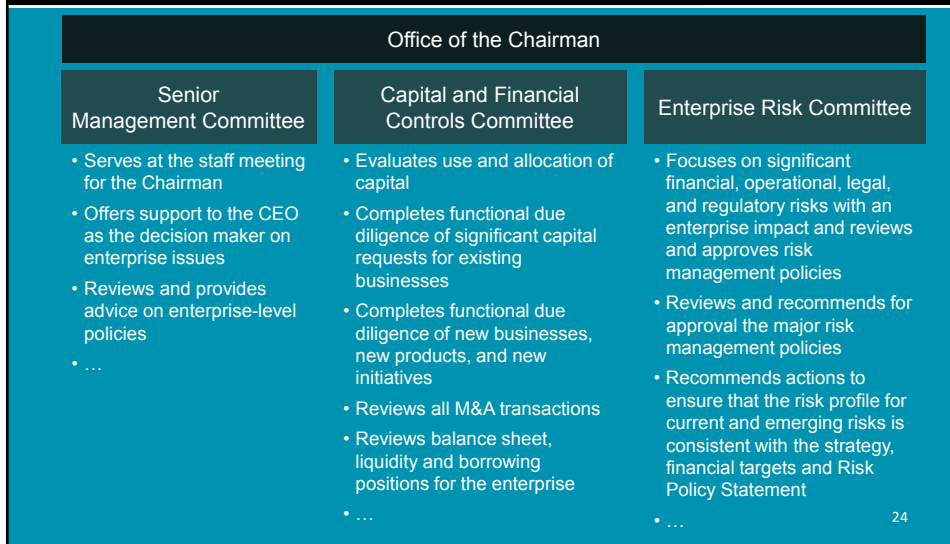 Office of the Chairman
Senior
Management Committee
• Serves at the staff meeting
for the Chairman
• Offers support to the CEO
as the decision maker on
enterprise issues
• Reviews and provides
advice on enterprise-level
policies
• …
Capital and Financial
Controls Committee
• Evaluates use and allocation of
capital
• Completes functional due
diligence of significant capital
requests for existing
businesses
• Completes functional due
diligence of new businesses,
new products, and new
initiatives
• Reviews all M&A transactions
• Reviews balance sheet,
liquidity and borrowing
positions for the enterprise
• …
Enterprise Risk Committee
• Focuses on significant
financial, operational, legal,
and regulatory risks with an
enterprise impact and reviews
and approves risk
management policies
• Reviews and recommends for
approval the major risk
management policies
• Recommends actions to
ensure that the risk profile for
current and emerging risks is
consistent with the strategy,
financial targets and Risk
Policy Statement
• …
24